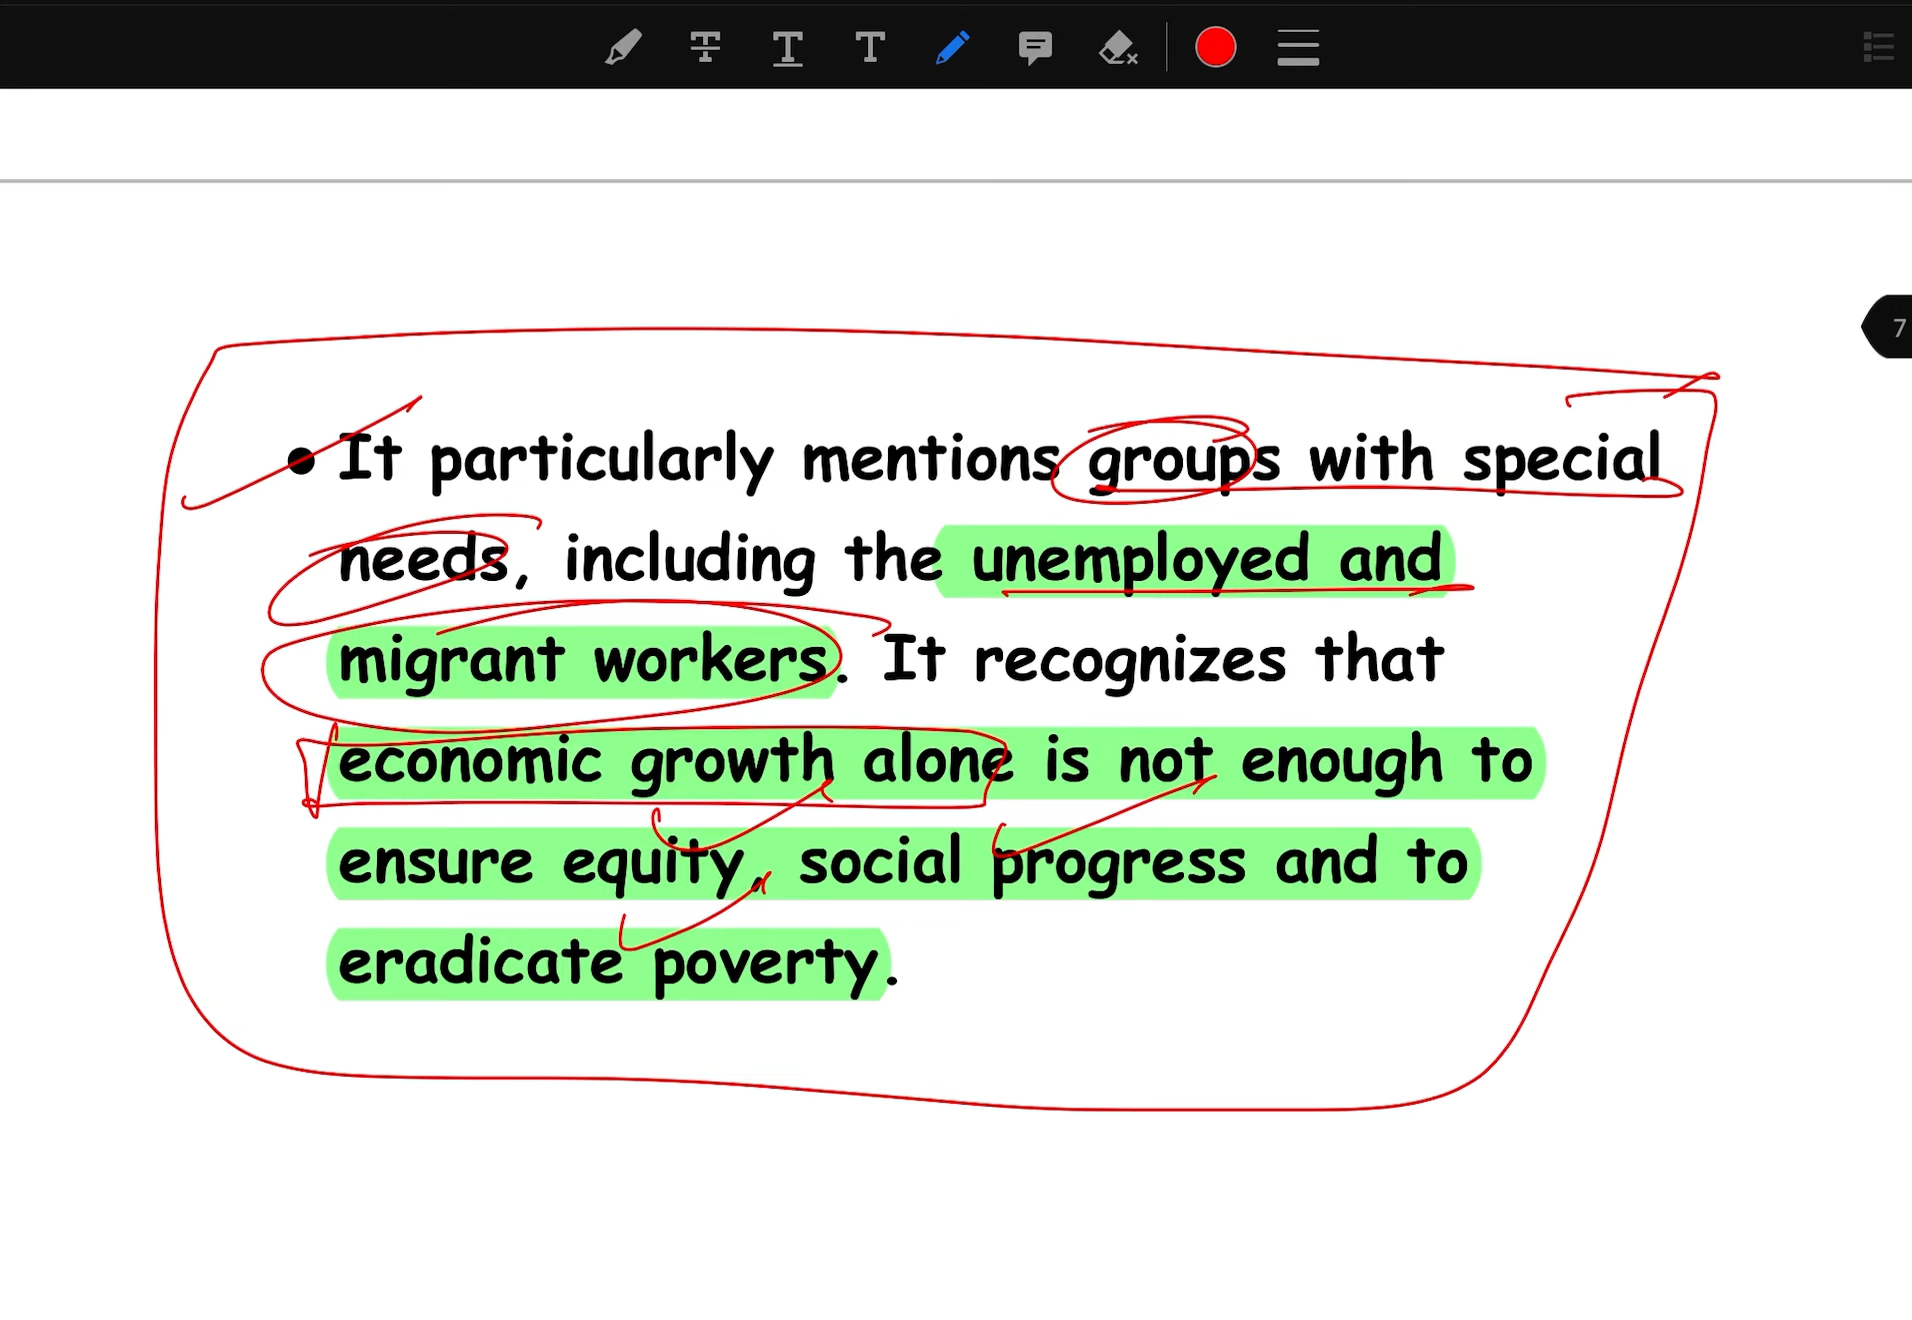 7
• It particularly mentions groups with special
needs, including the unemployed and
migrant workers. It recognizes that
economic growth alone is not enough to
ensure equity, social progress and to
eradicate poverty.